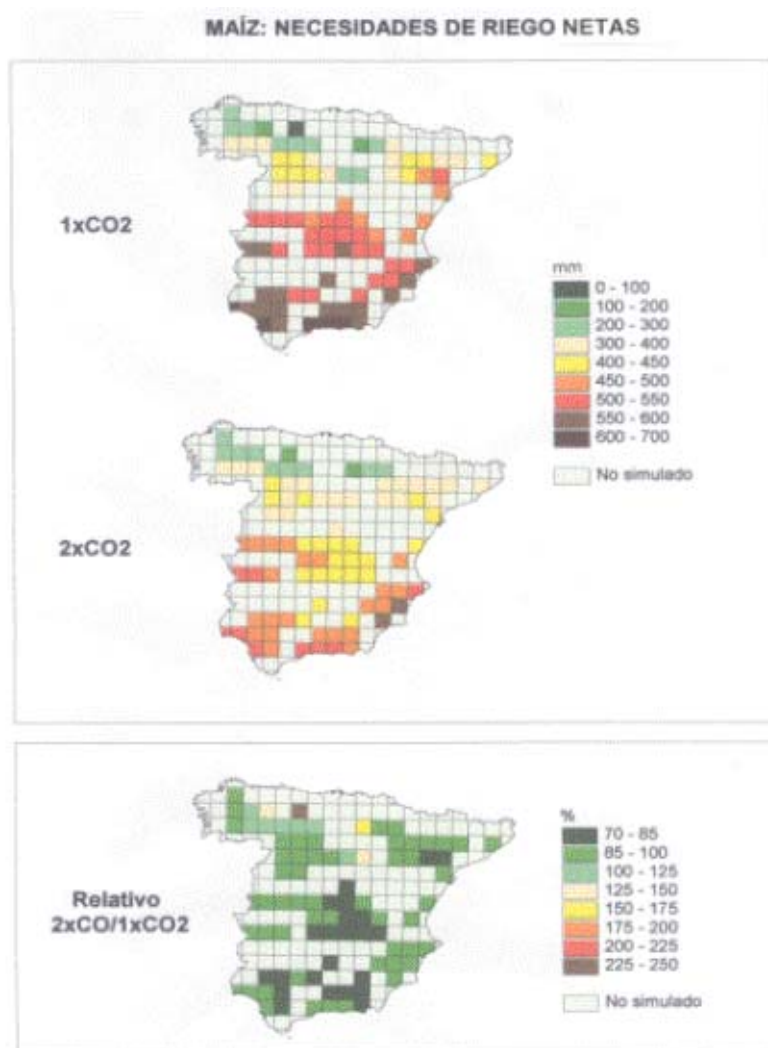 MAÍZ: NECESIDADES DE RIEGO NETAS
1xCO2
mm
0 - 100
100 - 200
200 - 300
300 - 400
400 - 450
450 - 500
500 - 550
550 - 600
600 - 700
No simulado
2xCO2
Relativo
2xCO/1xCO2
%
70 - 85
85 - 100
100 - 125
125 - 150
150 - 175
175 - 200
200 - 225
225 - 250
No simulado